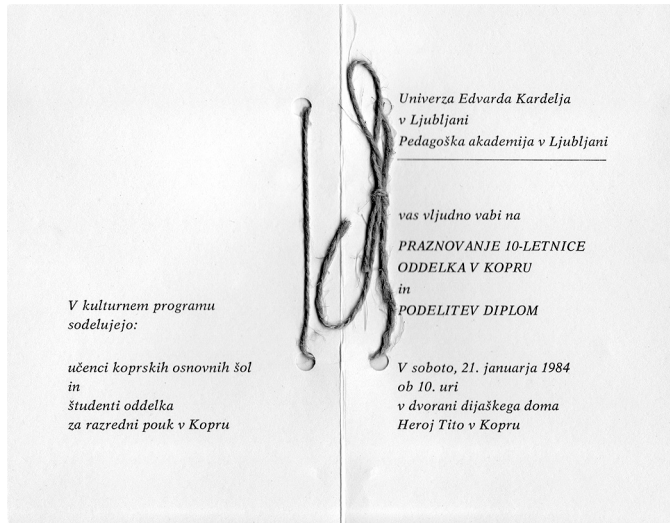 V kulturnem programu
sodelujejo:
učenci koprskih osnovnih šol
in
študenti oddelka
za razredni pouk v Kopru
Univerza Edvarda Kardelja
v Ljubljani
Pedagoška akademija v Ljubljani
vas vljudno vabi na
PRAZNOVANJE 10-LETNICE
ODDELKA V KOPRU
in
PODELITEV DIPLOM
V soboto, 21. januarja 1984
ob 10. uri
v dvorani dijaškega doma
Heroj Tito v Kopru